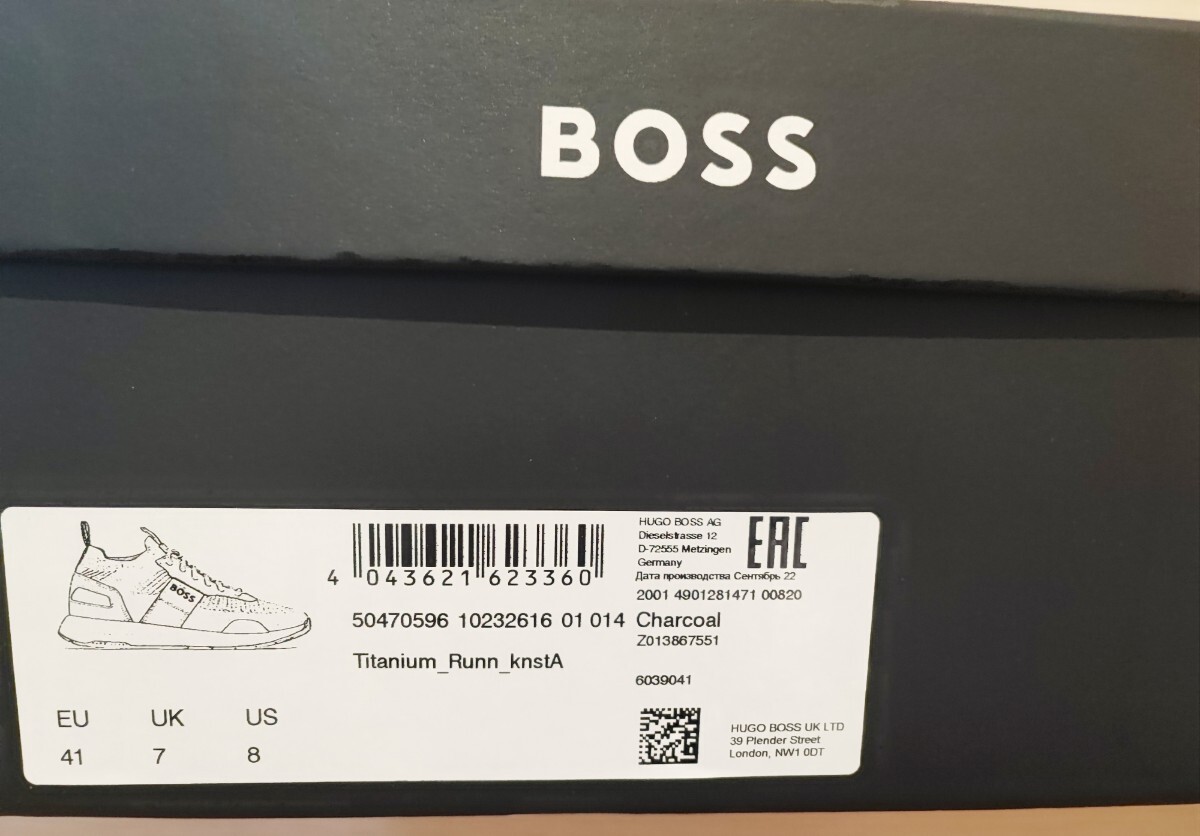 BOSS
BOSS
4 043621 623360
50470596 10232616 01 014 Charcoal
Titanium_Runn_knstA
EU UK US
41 7 8
HUGO BOSS AG
Dieselstrasse 12
D-72555 Metzingen
Germany
EAC
Дата производства Сентябрь 22
2001 4901281471 00820
Z013867551
6039041
HUGO BOSS UK LTD
39 Plender Street
London, NW1 0DT